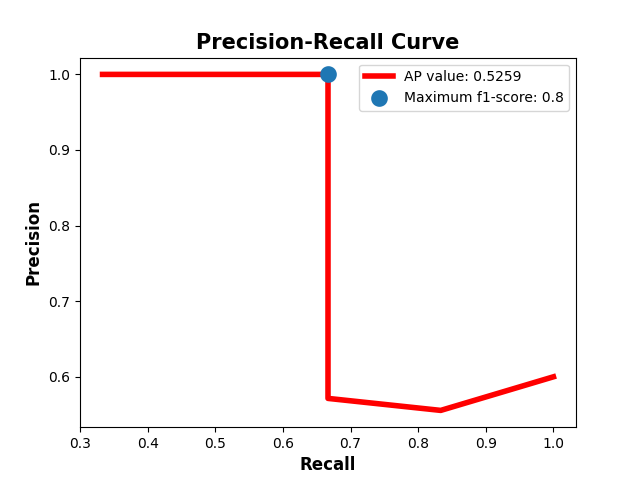 Precision-Recall Curve
AP value: 0.5259
Maximum f1-score: 0.8
1.0
0.9
0.8
0.7
0.6
Precision
0.3 0.4 0.5 0.6 0.7 0.8 0.9 1.0
Recall